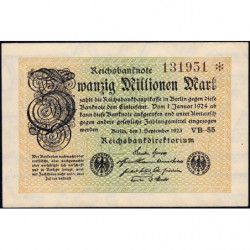 Reichsbanknote
131951 *
Zwanzig Millionen Mark
zahlt die Reichsbankhauptkasse in Berlin gegen diese
Banknote dem Einlieferer. Vom 1. Januar 1924 ab
kann diese Banknote aufgerufen und unter Umtausch
gegen andere gesetzliche Zahlungsmittel eingezogen
werden
Berlin, den 1. September 1923 VB-55
Reichsbankdirektorium